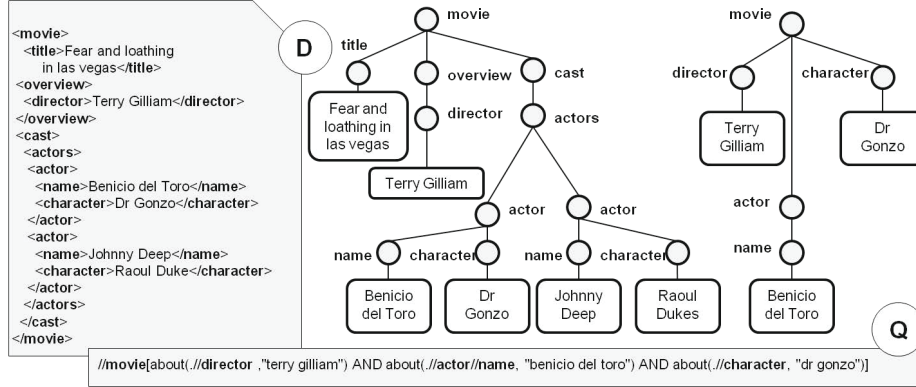 <movie>
<title>Fear and loathing
in las vegas</title>
<overview>
<director>Terry Gilliam</director>
</overview>
<cast>
<actors>
<actor>
<name>Benicio del Toro</name>
<character>Dr Gonzo</character>
</actor>
<actor>
<name>Johnny Deep</name>
<character>Raoul Duke</character>
</actor>
</actors>
</cast>
</movie>
D
movie
title
overview
cast
Fear and
loathing in
las vegas
director
actors
Terry Gilliam
actor
actor
name
character
name
character
Benicio
del Toro
Dr
Gonzo
Johnny
Deep
Raoul
Dukes
movie
director
character
Terry
Gilliam
Dr
Gonzo
actor
name
Benicio
del Toro
Q
//movie[about(.//director ,"terry gilliam") AND about(.//actor//name, "benicio del toro") AND about(.//character, "dr gonzo")]